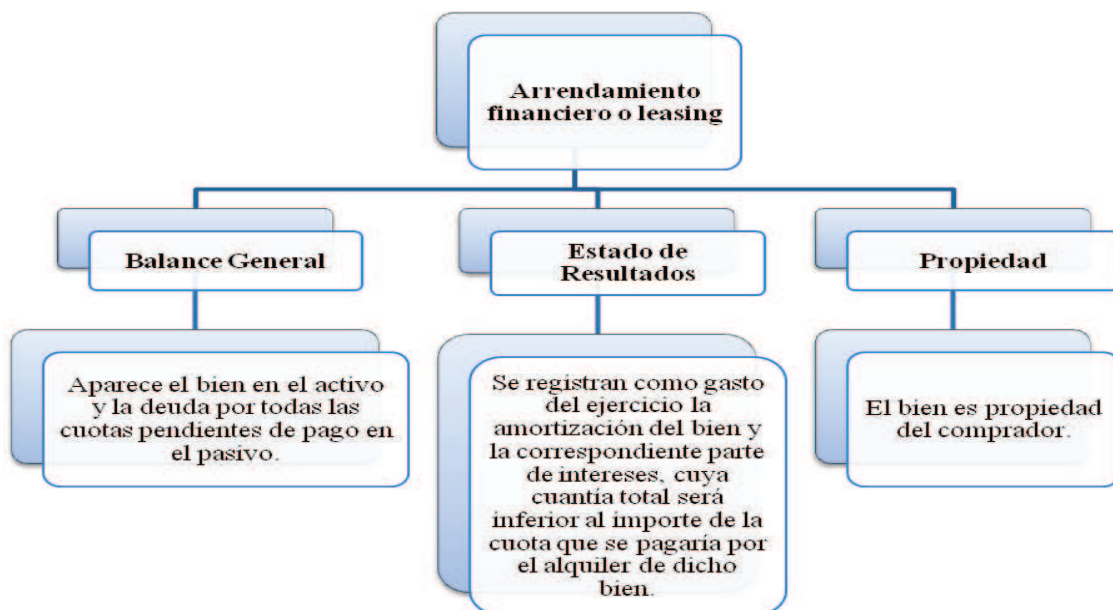 Arrendamiento
financiero o leasing
Balance General
Estado de
Resultados
Propiedad
Aparece el bien en el activo
y la deuda por todas las
cuotas pendientes de pago en
el pasivo.
Se registran como gasto
del ejercicio la
amortización del bien y
la correspondiente parte
de intereses, cuya
cuantía total será
inferior al importe de la
cuota que se pagaría por
el alquiler de dicho
bien.
El bien es propiedad
del comprador.